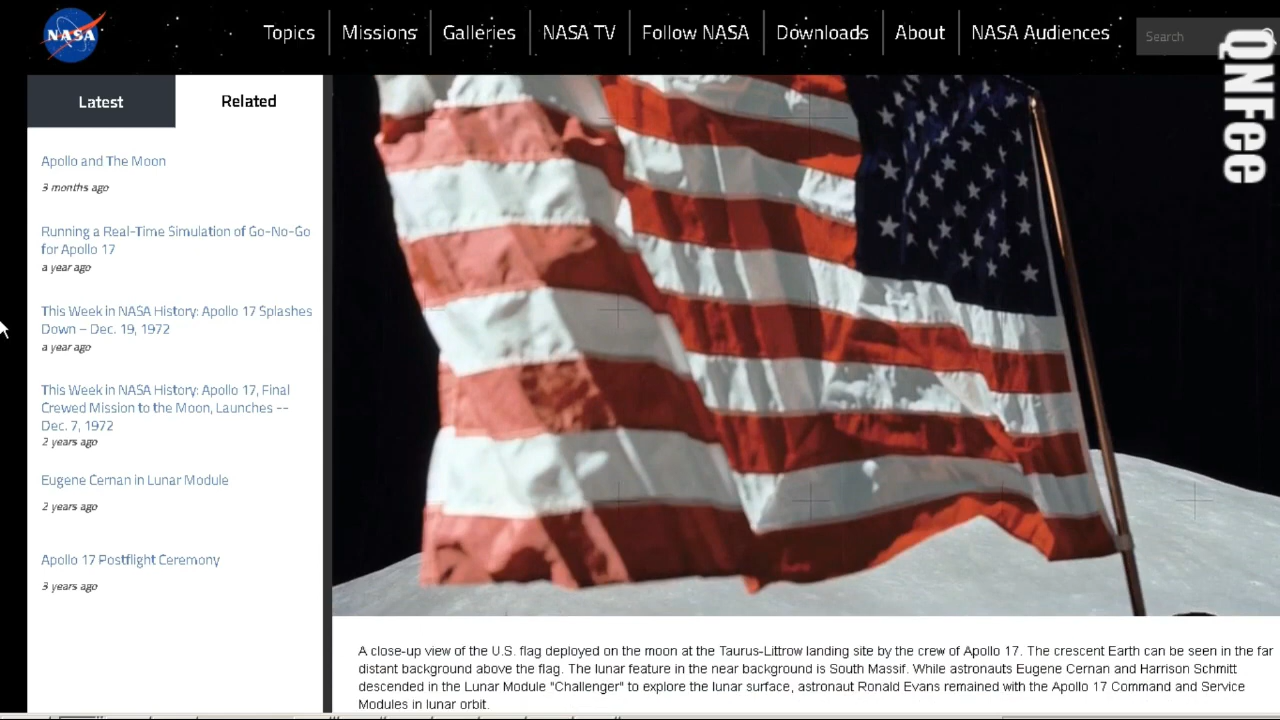 NASA
Topics
Missions
Galleries
NASA TV
Follow NASA
Downloads
About
NASA Audiences
Search
QNFee
Latest
Related
Apollo and The Moon
3 months ago
Running a Real-Time Simulation of Go-No-Go
for Apollo 17
a year ago
This Week in NASA History: Apollo 17 Splashes
Down – Dec. 19, 1972
a year ago
This Week in NASA History: Apollo 17, Final
Crewed Mission to the Moon, Launches --
Dec. 7, 1972
2 years ago
Eugene Cernan in Lunar Module
2 years ago
Apollo 17 Postflight Ceremony
3 years ago
A close-up view of the U.S. flag deployed on the moon at the Taurus-Littrow landing site by the crew of Apollo 17. The crescent Earth can be seen in the far
distant background above the flag. The lunar feature in the near background is South Massif. While astronauts Eugene Cernan and Harrison Schmitt
descended in the Lunar Module "Challenger" to explore the lunar surface, astronaut Ronald Evans remained with the Apollo 17 Command and Service
Modules in lunar orbit.